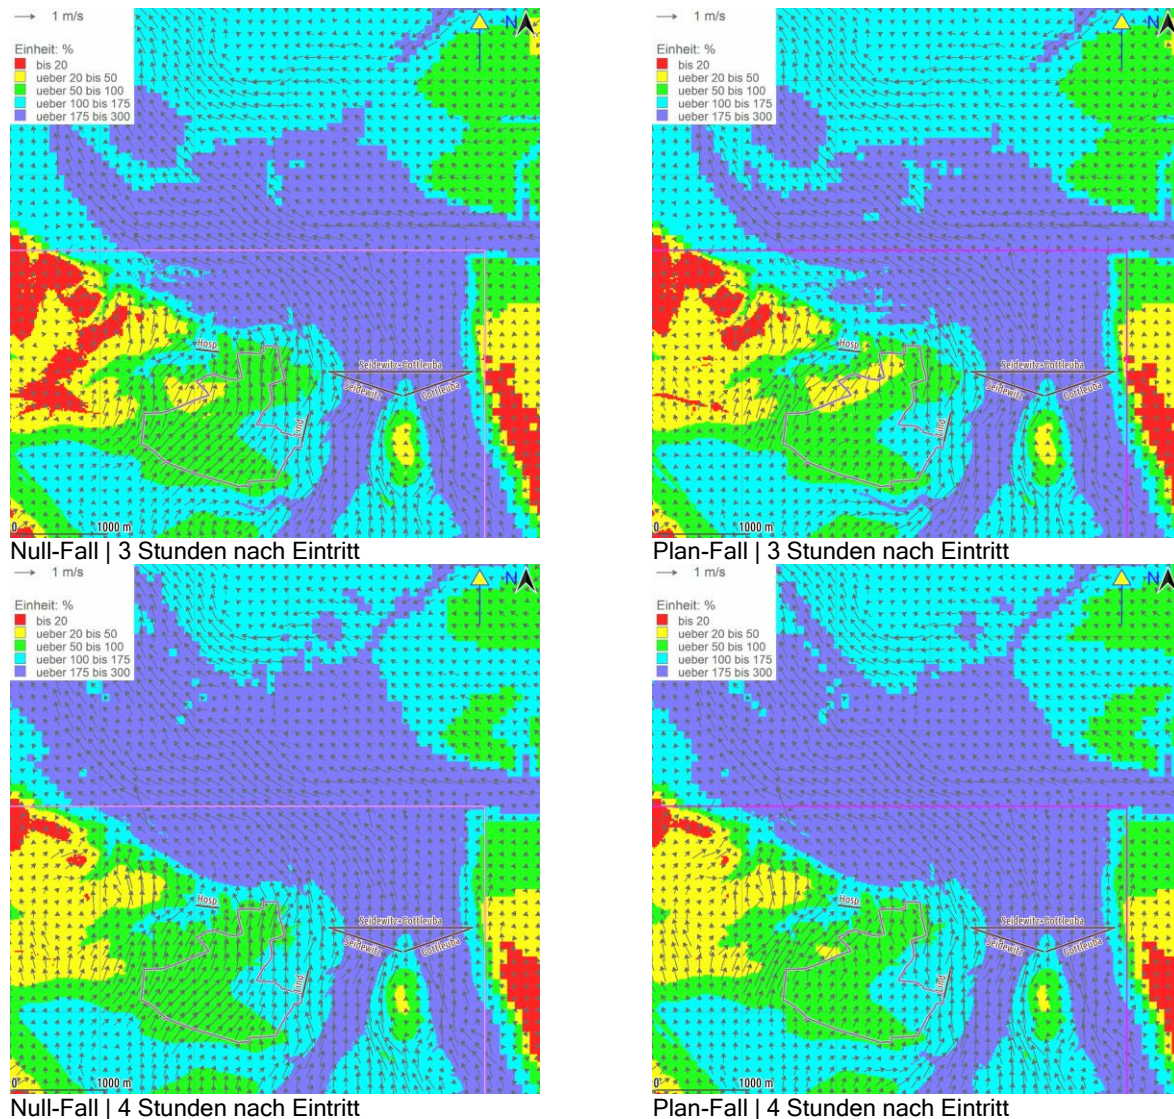 1 m/s
N
Einheit: %
bis 20
ueber 20 bis 50
ueber 50 bis 100
ueber 100 bis 175
ueber 175 bis 300
Hosp.
Seidewitz+Gottleuba
Seidewitz
Gottleuba
Lind
0 1000 m
Null-Fall | 3 Stunden nach Eintritt
1 m/s
N
Einheit: %
bis 20
ueber 20 bis 50
ueber 50 bis 100
ueber 100 bis 175
ueber 175 bis 300
Hosp.
Seidewitz+Gottleuba
Seidewitz
Gottleuba
Lind
0 1000 m
Plan-Fall | 3 Stunden nach Eintritt
1 m/s
N
Einheit: %
bis 20
ueber 20 bis 50
ueber 50 bis 100
ueber 100 bis 175
ueber 175 bis 300
Hosp.
Seidewitz+Gottleuba
Seidewitz
Gottleuba
Lind
0 1000 m
Null-Fall | 4 Stunden nach Eintritt
1 m/s
N
Einheit: %
bis 20
ueber 20 bis 50
ueber 50 bis 100
ueber 100 bis 175
ueber 175 bis 300
Hosp.
Seidewitz+Gottleuba
Seidewitz
Gottleuba
Lind
0 1000 m
Plan-Fall | 4 Stunden nach Eintritt